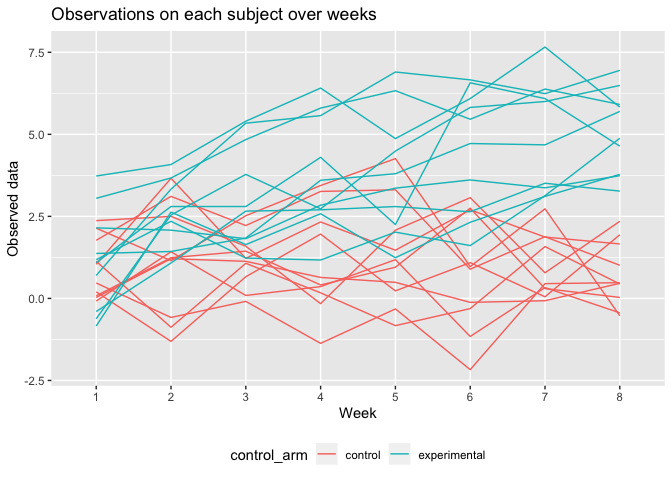 Observations on each subject over weeks
7.5
5.0
2.5
0.0
-2.5
Observed data
1 2 3 4 5 6 7 8
Week
control_arm control experimental